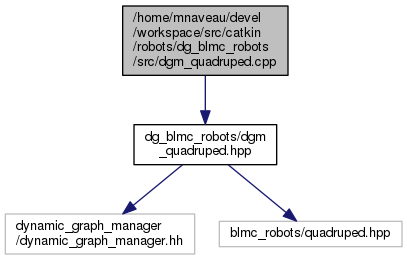 /home/mnaveau/devel
/workspace/src/catkin
/robots/dg_blmc_robots
/src/dgm_quadruped.cpp
dg_blmc_robots/dgm
_quadruped.hpp
dynamic_graph_manager
/dynamic_graph_manager.hh
blmc_robots/quadruped.hpp